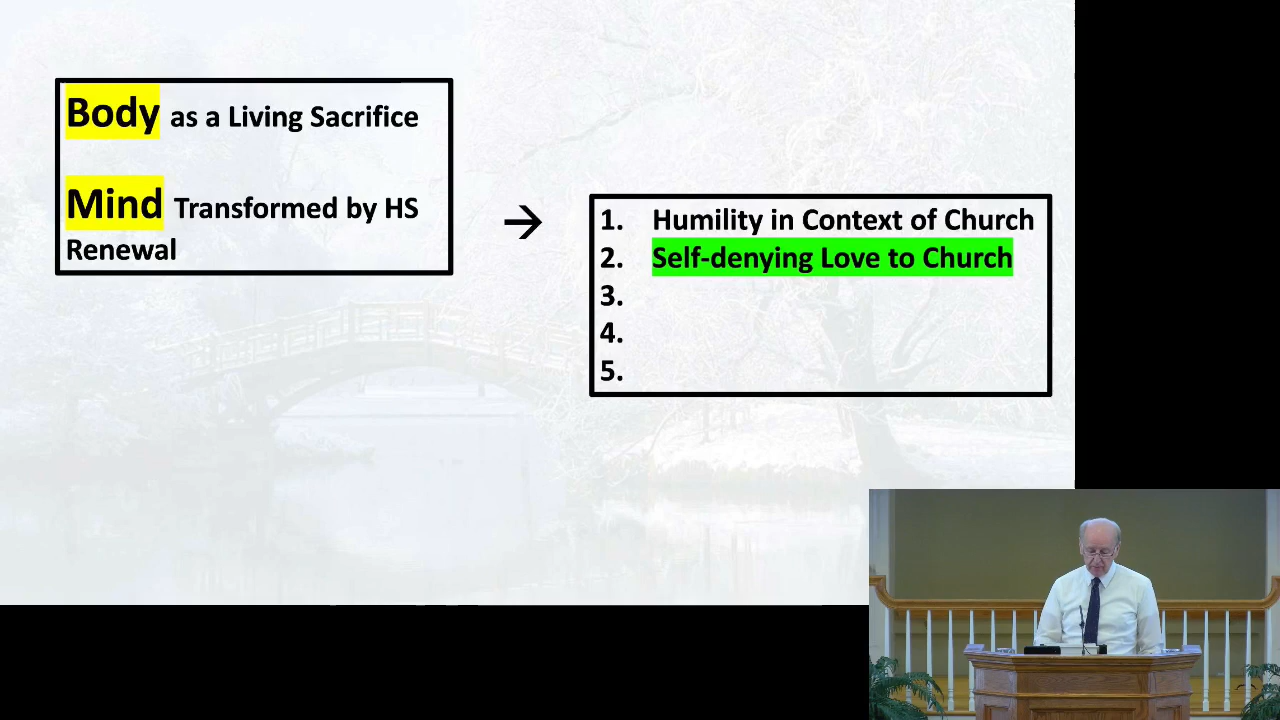 Body as a Living Sacrifice
Mind Transformed by HS
Renewal
→
1. Humility in Context of Church
2. Self-denying Love to Church
3.
4.
5.